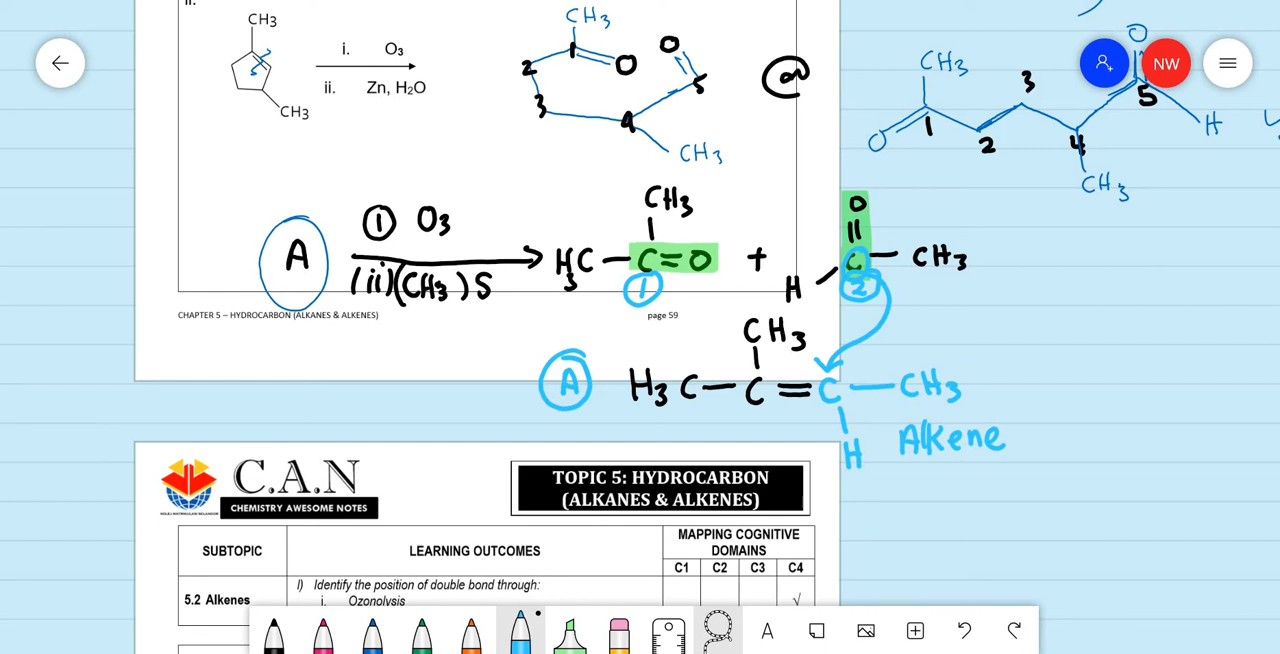 ii.
CH3
i. O3
ii. Zn, H2O
CH3
CH3
1
O
2
3
4
5
O
CH3
@
CH3
O
1
2
3
4
5
O
H
CH3
NW
A
① O3
(ii)(CH3)S
CH3
H3C — C = O
①
+
O
||
C — CH3
H
②
CHAPTER 5 – HYDROCARBON (ALKANES & ALKENES)
page 59
CH3
A
H3C — C = C — CH3
H
Alkene
C.A.N
CHEMISTRY AWESOME NOTES
TOPIC 5: HYDROCARBON
(ALKANES & ALKENES)
SUBTOPIC
LEARNING OUTCOMES
MAPPING COGNITIVE
DOMAINS
C1 C2 C3 C4
5.2 Alkenes
l) Identify the position of double bond through:
i. Ozonolysis
√
A